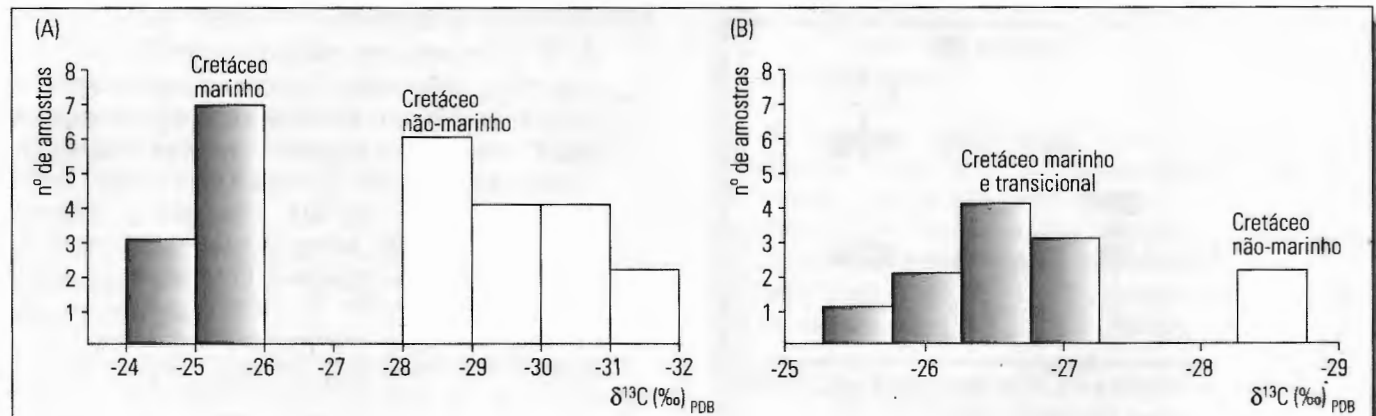 (A)
nº de amostras
8
7
6
5
4
3
2
1
Cretáceo
marinho
Cretáceo
não-marinho
-24 -25 -26 -27 -28 -29 -30 -31 -32
δ¹³C (‰) PDB
(B)
nº de amostras
8
7
6
5
4
3
2
1
Cretáceo marinho
e transicional
Cretáceo
não-marinho
-25 -26 -27 -28 -29
δ¹³C (‰) PDB